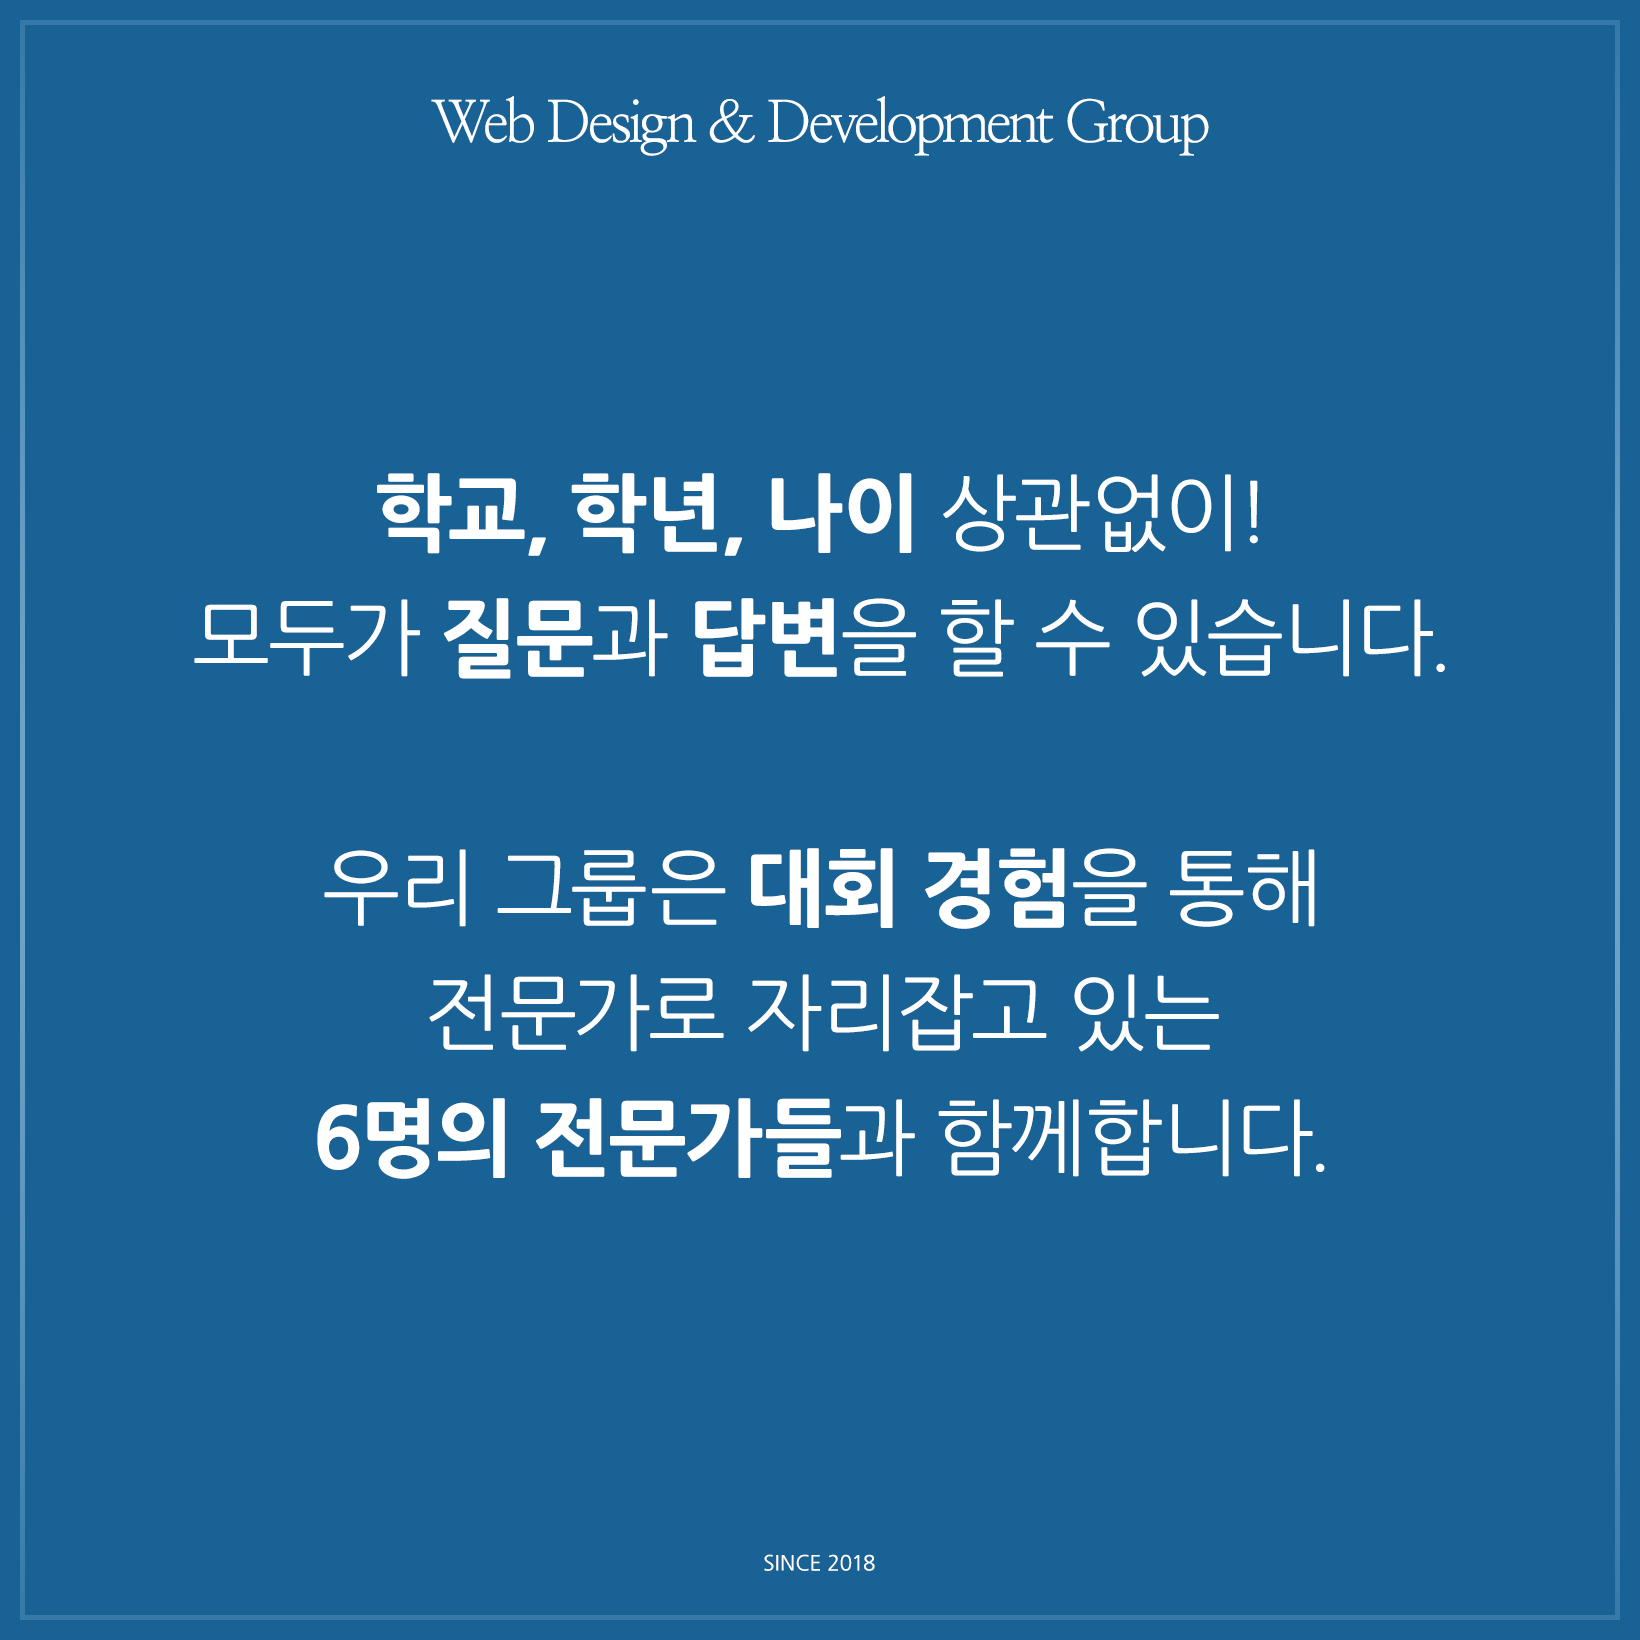 Web Design & Development Group
학교, 학년, 나이 상관없이!
모두가 질문과 답변을 할 수 있습니다.
우리 그룹은 대회 경험을 통해
전문가로 자리잡고 있는
6명의 전문가들과 함께합니다.
SINCE 2018